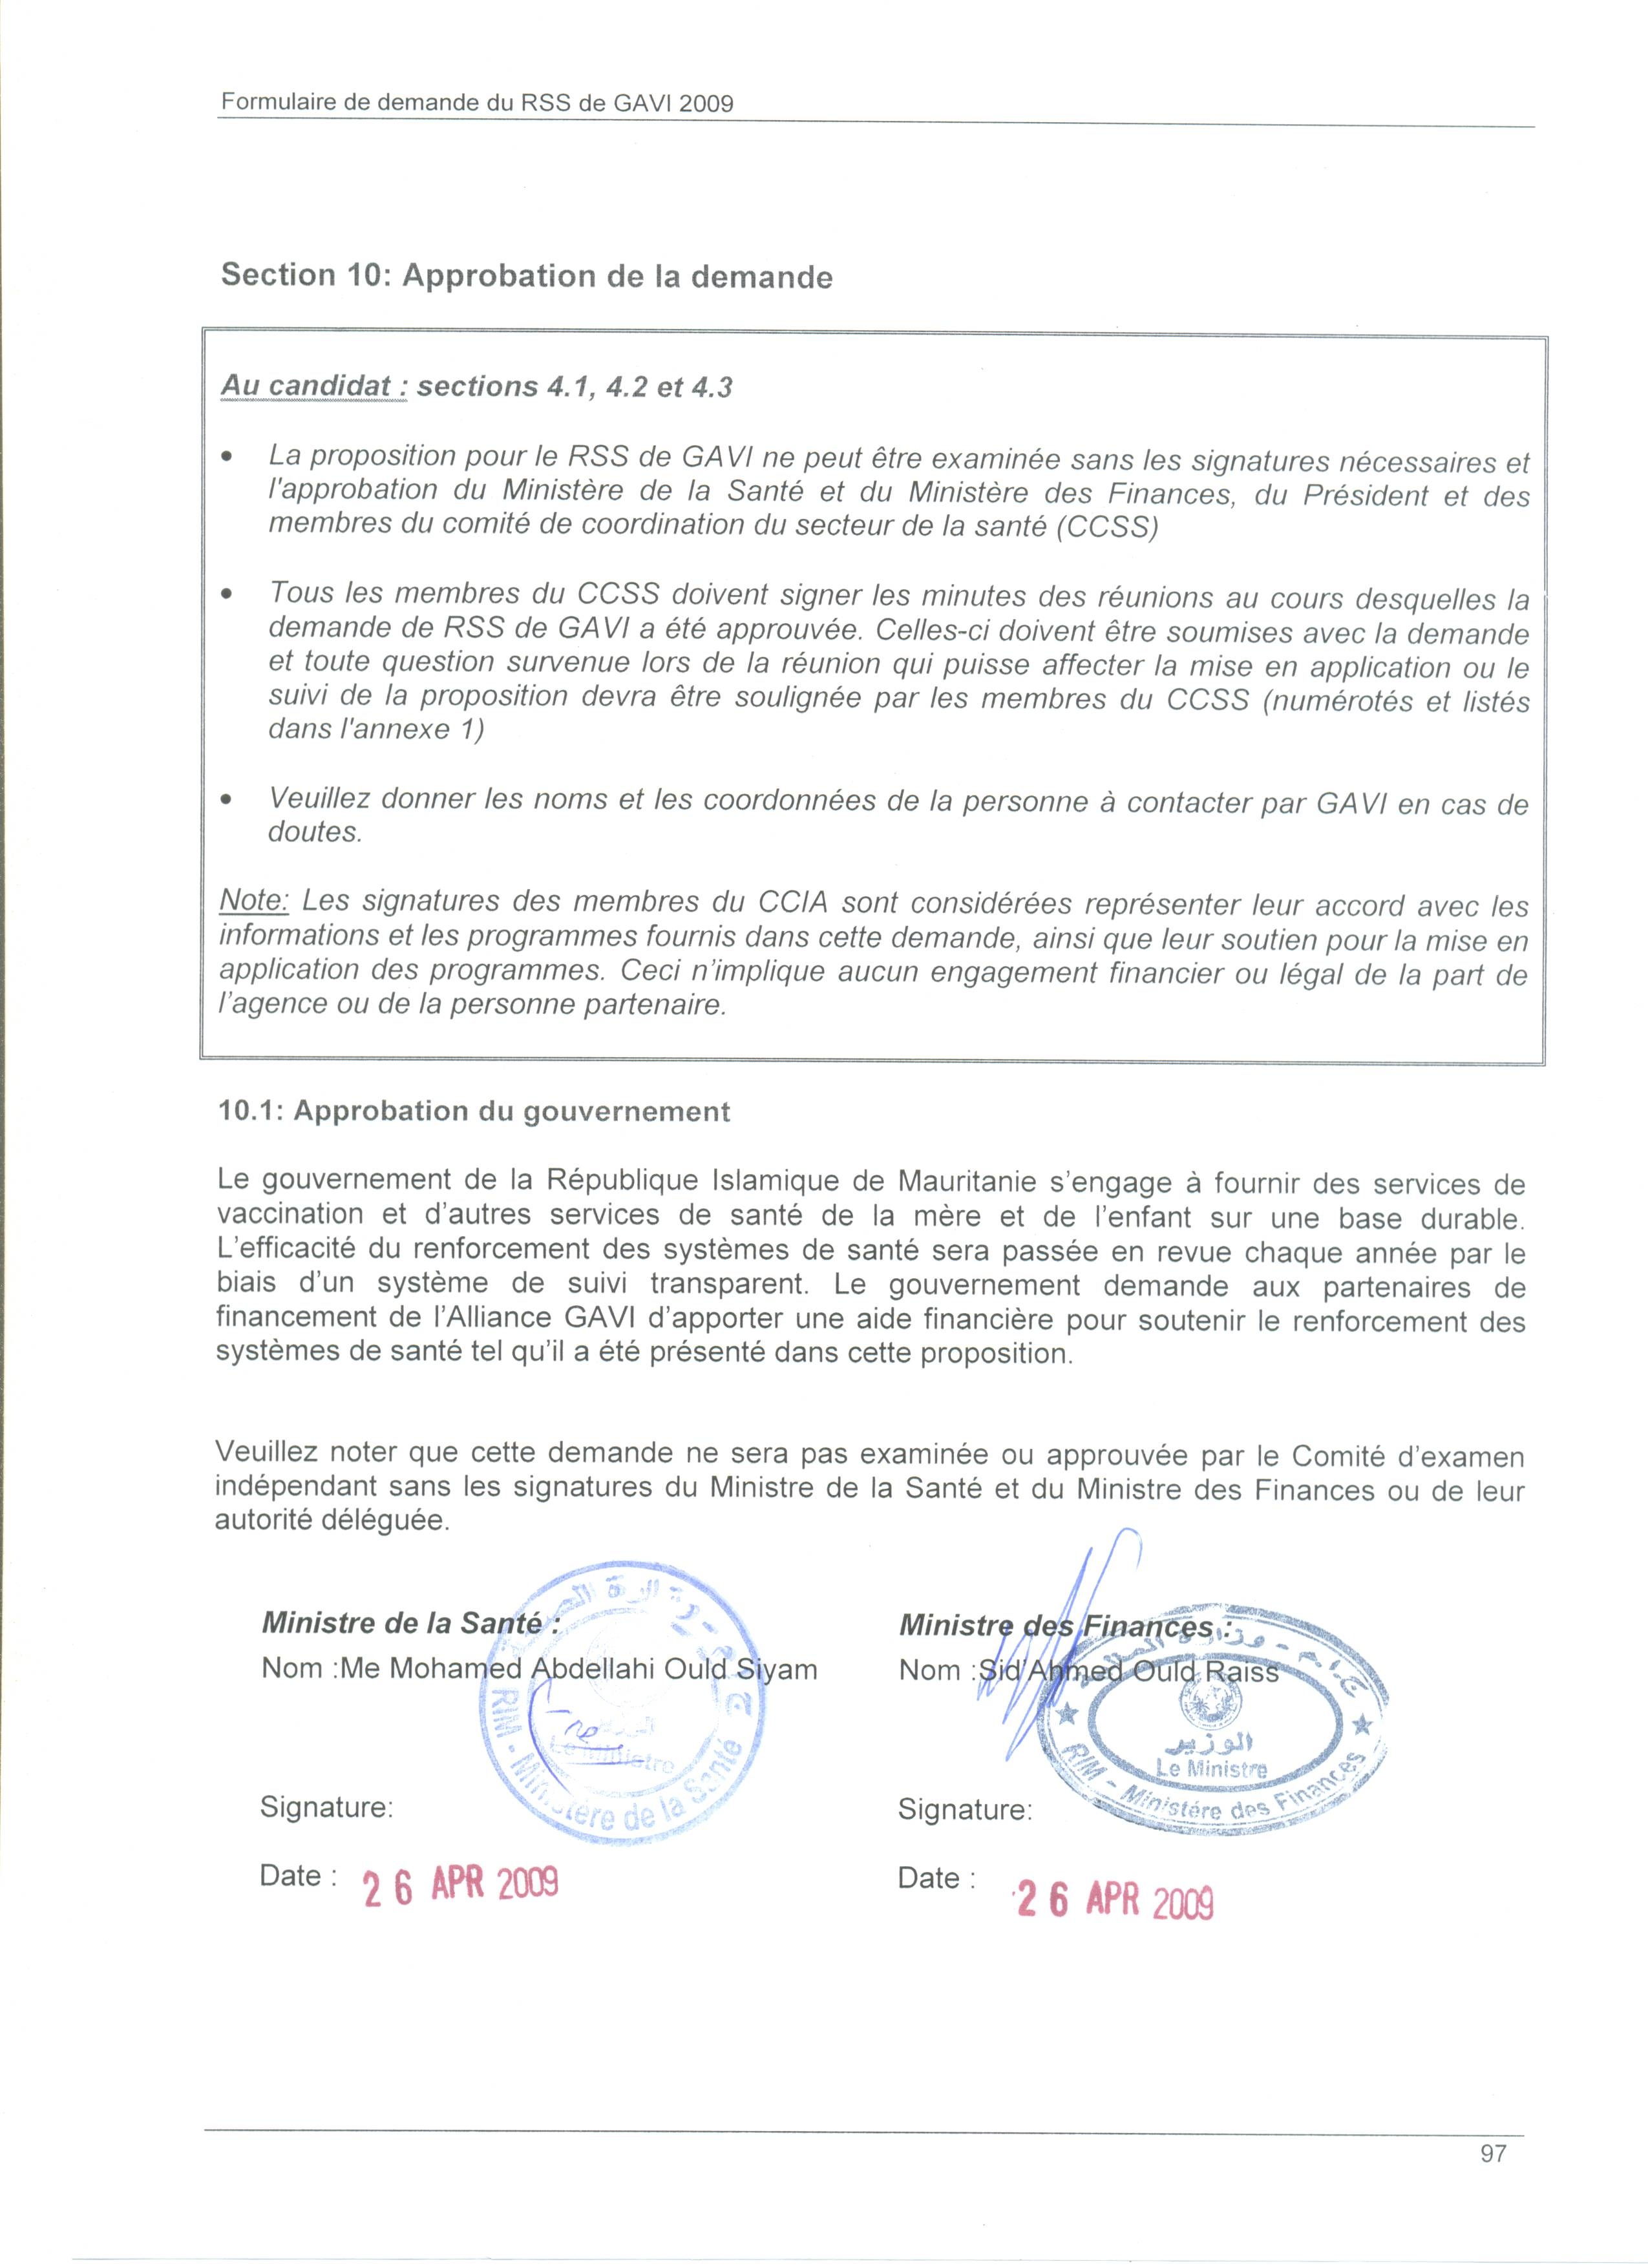 Formulaire de demande du RSS de GAVI 2009
Section 10: Approbation de la demande
Au candidat : sections 4.1, 4.2 et 4.3
• La proposition pour le RSS de GAVI ne peut être examinée sans les signatures nécessaires et
l'approbation du Ministère de la Santé et du Ministère des Finances, du Président et des
membres du comité de coordination du secteur de la santé (CCSS)
• Tous les membres du CCSS doivent signer les minutes des réunions au cours desquelles la
demande de RSS de GAVI a été approuvée. Celles-ci doivent être soumises avec la demande
et toute question survenue lors de la réunion qui puisse affecter la mise en application ou le
suivi de la proposition devra être soulignée par les membres du CCSS (numérotés et listés
dans l'annexe 1)
• Veuillez donner les noms et les coordonnées de la personne à contacter par GAVI en cas de
doutes.
Note: Les signatures des membres du CCIA sont considérées représenter leur accord avec les
informations et les programmes fournis dans cette demande, ainsi que leur soutien pour la mise en
application des programmes. Ceci n'implique aucun engagement financier ou légal de la part de
l'agence ou de la personne partenaire.
10.1: Approbation du gouvernement
Le gouvernement de la République Islamique de Mauritanie s'engage à fournir des services de
vaccination et d'autres services de santé de la mère et de l'enfant sur une base durable.
L'efficacité du renforcement des systèmes de santé sera passée en revue chaque année par le
biais d'un système de suivi transparent. Le gouvernement demande aux partenaires de
financement de l'Alliance GAVI d'apporter une aide financière pour soutenir le renforcement des
systèmes de santé tel qu'il a été présenté dans cette proposition.
Veuillez noter que cette demande ne sera pas examinée ou approuvée par le Comité d'examen
indépendant sans les signatures du Ministre de la Santé et du Ministre des Finances ou de leur
autorité déléguée.
Ministre de la Santé :
Nom :Me Mohamed Abdellahi Ould Siyam
RIM - Ministère de la Santé
Le Ministre
Signature:
Date : 26 APR 2009
Ministre des Finances :
Nom :Sid'Ahmed Ould Raiss
ج.ا.م - وزارة المالية
الوزير
Le Ministre
RIM - Ministére des Finances
Signature:
Date : 26 APR 2009
97